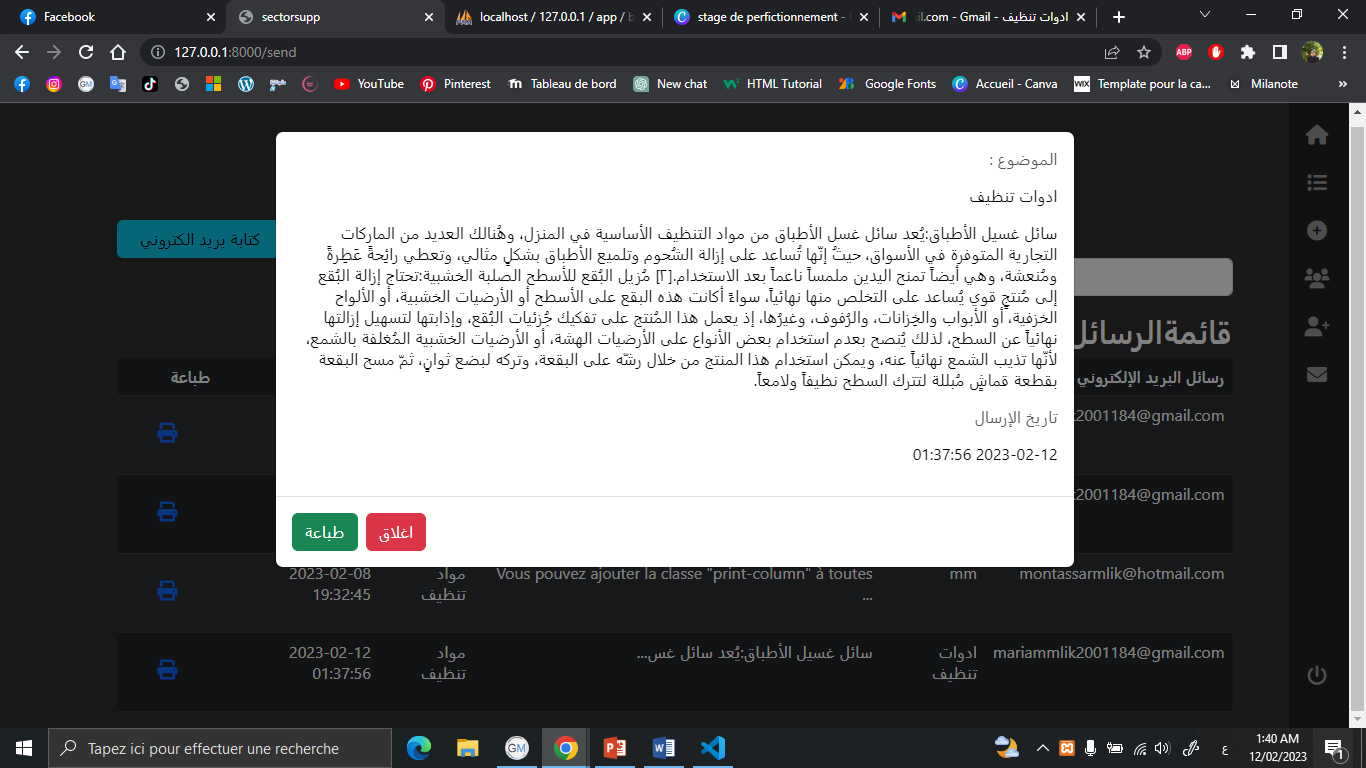 Facebook
sectorsupp
localhost / 127.0.0.1 / app / b
stage de perfictionnement -
ادوات تنظيف - il.com - Gmail
127.0.0.1:8000/send
ABP
GM
YouTube
Pinterest
Tableau de bord
New chat
HTML Tutorial
Google Fonts
Accueil - Canva
WIX
Template pour la ca...
Milanote
»
الموضوع :
ادوات تنظيف
سائل غسيل الأطباق:يُعد سائل غسل الأطباق من مواد التنظيف الأساسية في المنزل، وهُنالك العديد من الماركات
التجارية المتوفرة في الأسواق، حيثُ إنّها تُساعد على إزالة الشُحوم وتلميع الأطباق بشكلٍ مثالي، وتعطي رائِحةً عَطِرةً
ومُنعشة، وهي أيضاً تمنح اليدين ملمساً ناعماً بعد الاستخدام.[٢] مُزيل البُقع للأسطح الصلبة الخشبية:تحتاج إزالة البُقع
إلى مُنتجٍ قوي يُساعد على التخلص منها نهائياً، سواءً أكانت هذه البقع على الأسطح أو الأرضيات الخشبية، أو الألواح
الخزفية، أو الأبواب والخِزانات، والرُفوف، وغيرُها، إذ يعمل هذا المُنتج على تفكيك جُزئيات البُقع، وإذابتها لتسهيل إزالتها
نهائياً عن السطح، لذلك يُنصح بعدم استخدام بعض الأنواع على الأرضيات الهشة، أو الأرضيات الخشبية المُغلفة بالشمع،
لأنّها تذيب الشمع نهائياً عنه، ويمكن استخدام هذا المنتج من خلال رشّه على البقعة، وتركه لبضع ثوانٍ، ثمّ مسح البقعة
بقطعة قماشٍ مُبللة لتترك السطح نظيفاً ولامعاً.
تاريخ الإرسال
2023-02-12 01:37:56
اغلاق
طباعة
كتابة بريد الكتروني
قائمة الرسائل
رسائل البريد الإلكتروني
طباعة
k2001184@gmail.com
k2001184@gmail.com
montassarmlik@hotmail.com
mm
Vous pouvez ajouter la classe "print-column" à toutes
...
مواد
تنظيف
2023-02-08
19:32:45
mariammlik2001184@gmail.com
ادوات
تنظيف
سائل غسيل الأطباق:يُعد سائل غس...
مواد
تنظيف
2023-02-12
01:37:56
Tapez ici pour effectuer une recherche
GM
ع
1:40 AM
12/02/2023
1